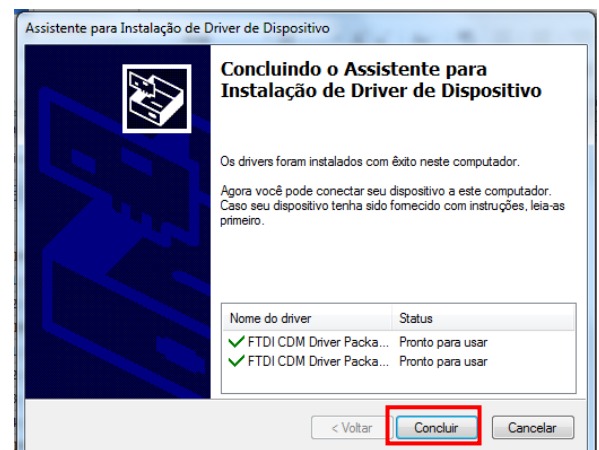 Assistente para Instalação de Driver de Dispositivo
Concluindo o Assistente para
Instalação de Driver de Dispositivo
Os drivers foram instalados com êxito neste computador.
Agora você pode conectar seu dispositivo a este computador.
Caso seu dispositivo tenha sido fornecido com instruções, leia-as
primeiro.
Nome do driver Status
FTDI CDM Driver Packa... Pronto para usar
FTDI CDM Driver Packa... Pronto para usar
< Voltar Concluir Cancelar